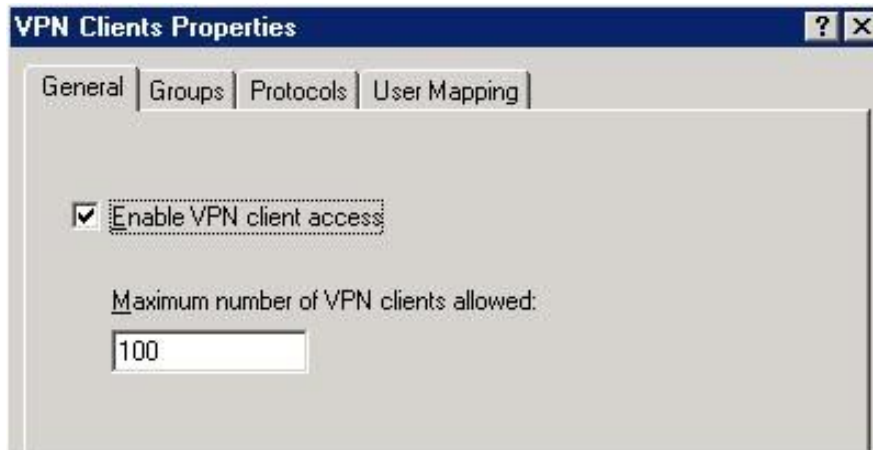 VPN Clients Properties
General Groups Protocols User Mapping
Enable VPN client access
Maximum number of VPN clients allowed:
100